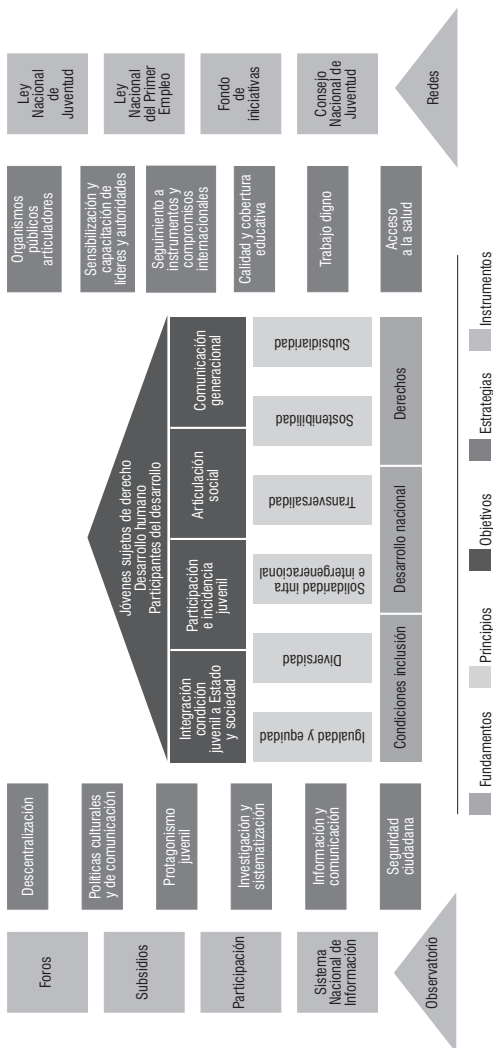 Foros
Subsidios
Participación
Sistema
Nacional de
Información
Observatorio
Descentralización
Políticas culturales
y de comunicación
Protagonismo
juvenil
Investigación y
sistematización
Información y
comunicación
Seguridad
ciudadana
Jóvenes sujetos de derecho
Desarrollo humano
Participantes del desarrollo
Integración
condición
juvenil a Estado
y sociedad
Participación
e incidencia
juvenil
Articulación
social
Comunicación
generacional
Igualdad y equidad
Diversidad
Solidaridad intra
e intergeneracional
Transversalidad
Sostenibilidad
Subsidiaridad
Condiciones inclusión
Desarrollo nacional
Derechos
Organismos
públicos
articuladores
Sensibilización y
capacitación de
líderes y autoridades
Seguimiento a
instrumentos y
compromisos
internacionales
Calidad y cobertura
educativa
Trabajo digno
Acceso
a la salud
Ley
Nacional
de
Juventud
Ley
Nacional
del Primer
Empleo
Fondo
de
iniciativas
Consejo
Nacional de
Juventud
Redes
Fundamentos
Principios
Objetivos
Estrategias
Instrumentos